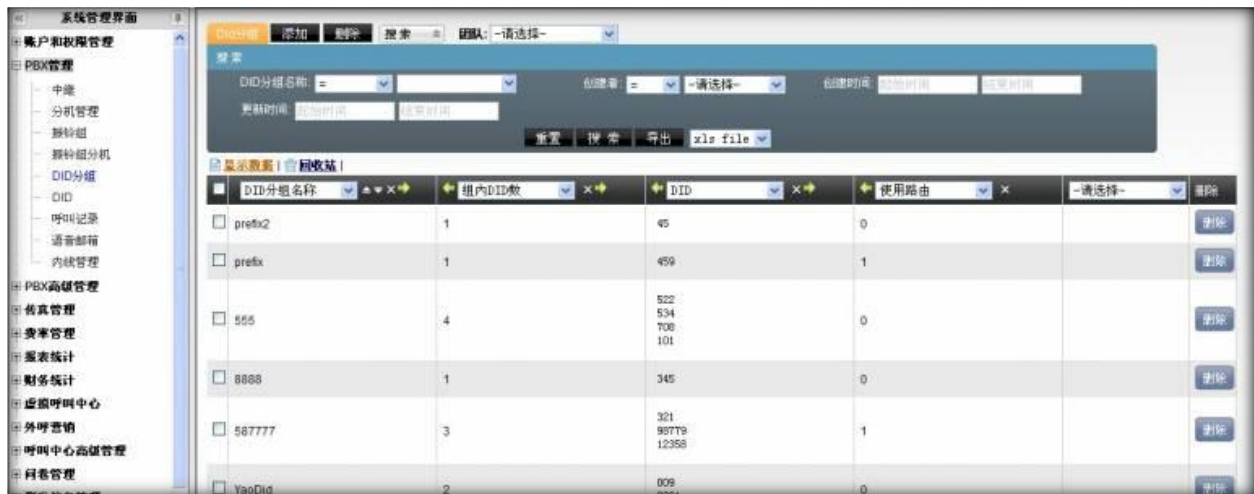 系统管理界面
账户和权限管理
PBX管理
中继
分机管理
振铃组
振铃组分机
DID分组
DID
呼叫记录
语音邮箱
内线管理
PBX高级管理
传真管理
费率管理
报表统计
财务统计
虚拟呼叫中心
外呼营销
呼叫中心高级管理
问卷管理
DID分组 添加 删除 搜索 团队: -请选择-
搜索
DID分组名称 = 创建者 = -请选择- 创建时间 起始时间 结束时间
更新时间 起始时间 结束时间
重置 搜索 导出 xls file
显示数据 | 回收站 |
DID分组名称 组内DID数 DID 使用路由 -请选择- 删除
prefix2 1 45 0 删除
prefix 1 459 1 删除
555 4 522 0 删除
534
708
101
8888 1 345 0 删除
587777 3 321 1 删除
98779
12358
YaoDid 2 009 0 删除